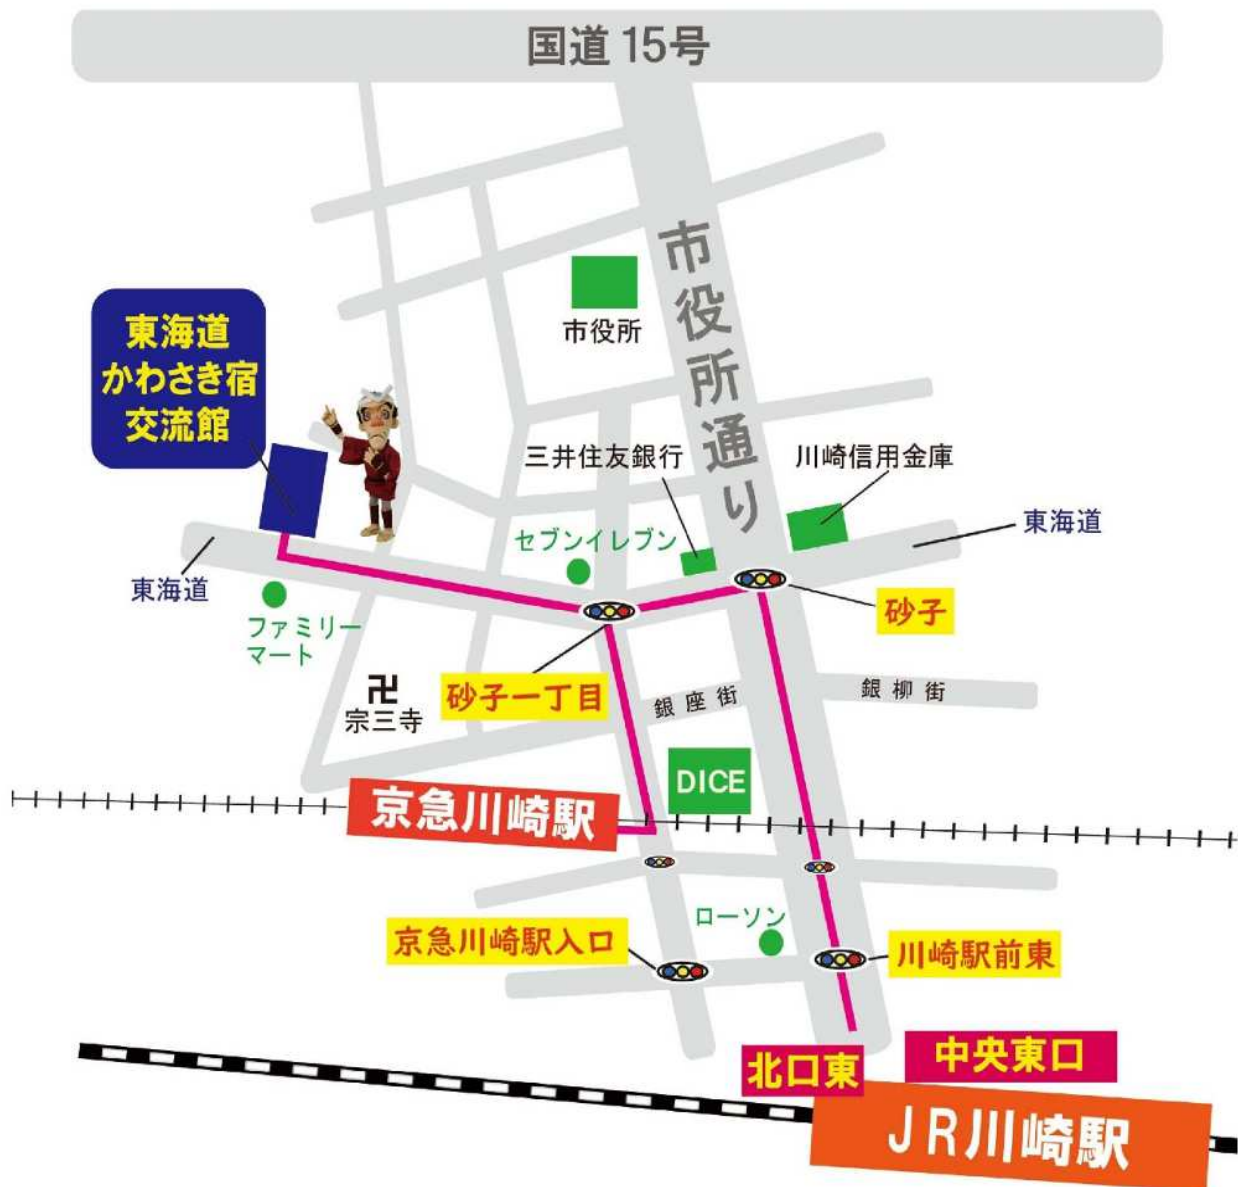 国道15号
市役所通り
市役所
東海道
かわさき宿
交流館
三井住友銀行
川崎信用金庫
セブンイレブン
東海道
東海道
ファミリー
マート
砂子
砂子一丁目
卍
宗三寺
銀座街
銀柳街
DICE
京急川崎駅
ローソン
京急川崎駅入口
川崎駅前東
北口東
中央東口
JR川崎駅